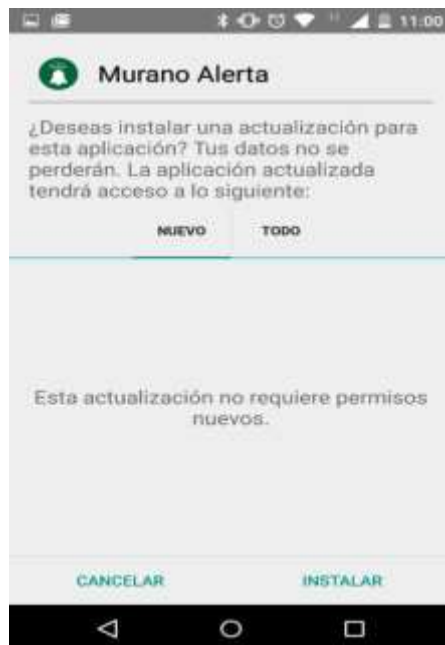 11:00
Murano Alerta
¿Deseas instalar una actualización para
esta aplicación? Tus datos no se
perderán. La aplicación actualizada
tendrá acceso a lo siguiente:
NUEVO TODO
Esta actualización no requiere permisos
nuevos.
CANCELAR INSTALAR